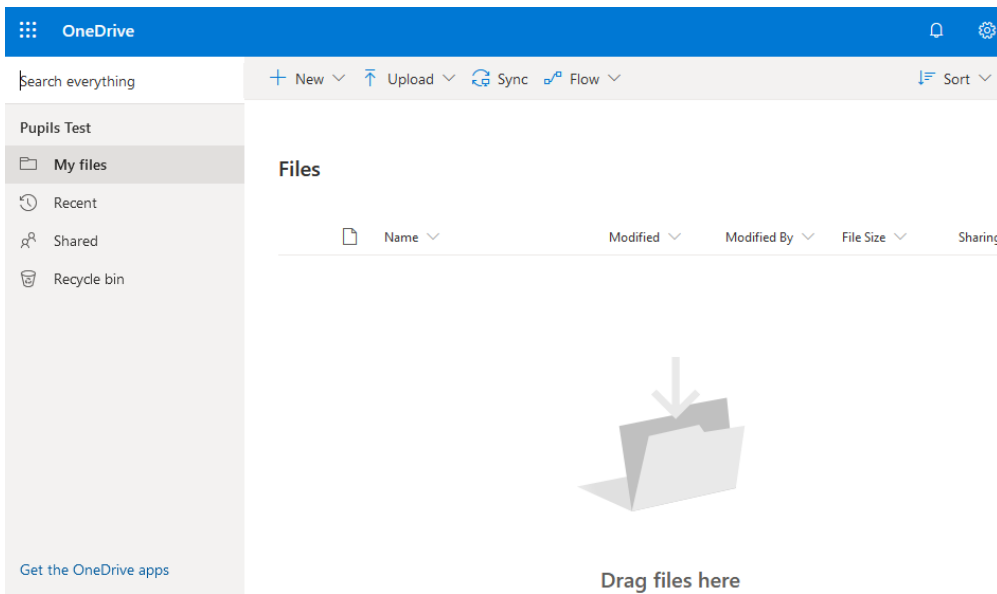 OneDrive
Search everything
New Upload Sync Flow Sort
Pupils Test
My files
Recent
Shared
Recycle bin
Get the OneDrive apps
Files
Name Modified Modified By File Size Sharing
Drag files here